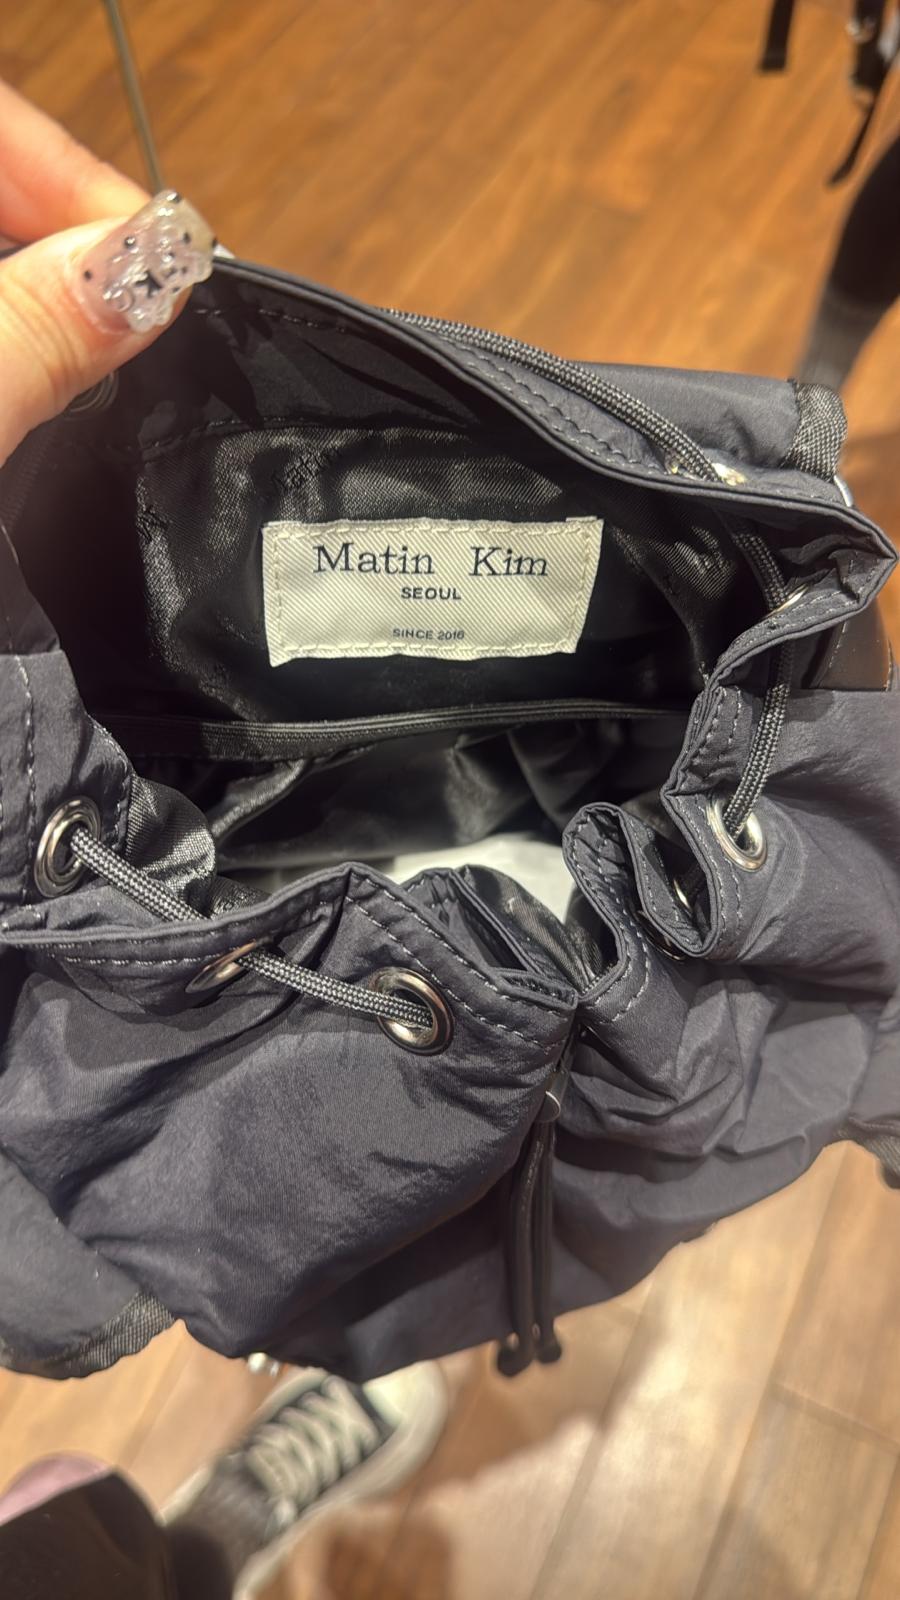 Matin Kim
SEOUL
SINCE 2016